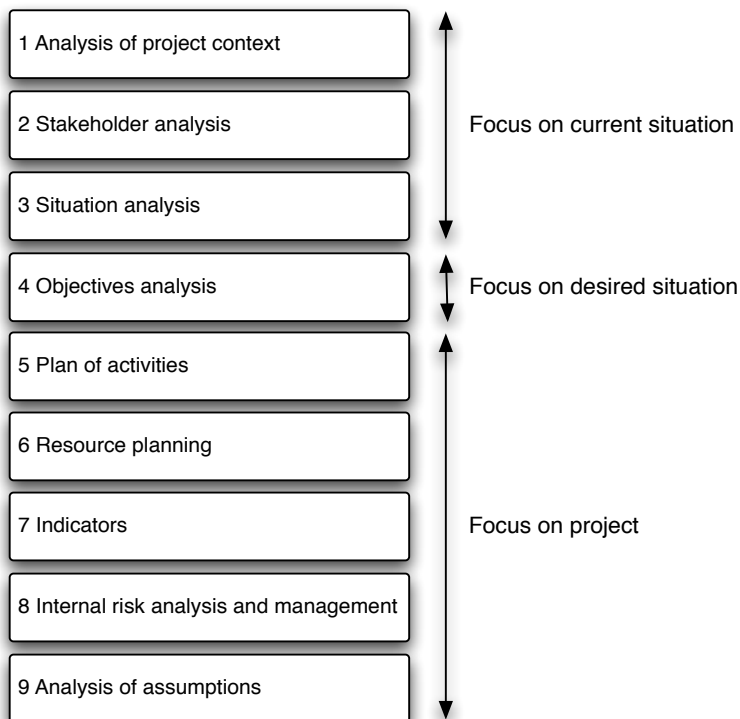 1 Analysis of project context
2 Stakeholder analysis
Focus on current situation
3 Situation analysis
4 Objectives analysis
Focus on desired situation
5 Plan of activities
6 Resource planning
7 Indicators
Focus on project
8 Internal risk analysis and management
9 Analysis of assumptions